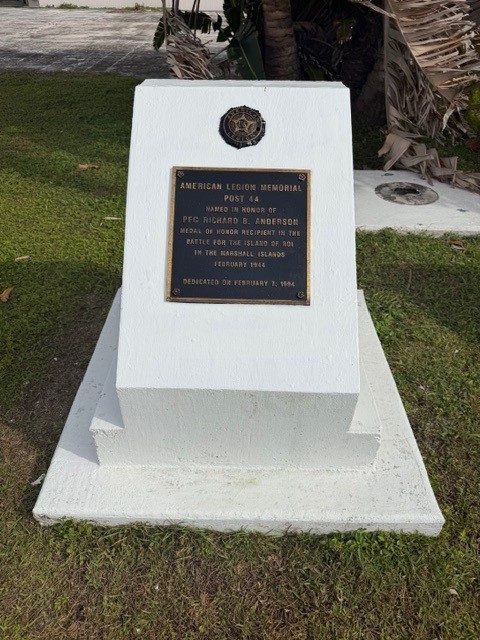 AMERICAN LEGION MEMORIAL
POST 44
NAMED IN HONOR OF
PFC RICHARD B. ANDERSON
MEDAL OF HONOR RECIPIENT IN THE
BATTLE FOR THE ISLAND OF ROI
IN THE MARSHALL ISLANDS
FEBRUARY 1944
DEDICATED ON FEBRUARY 7, 1994